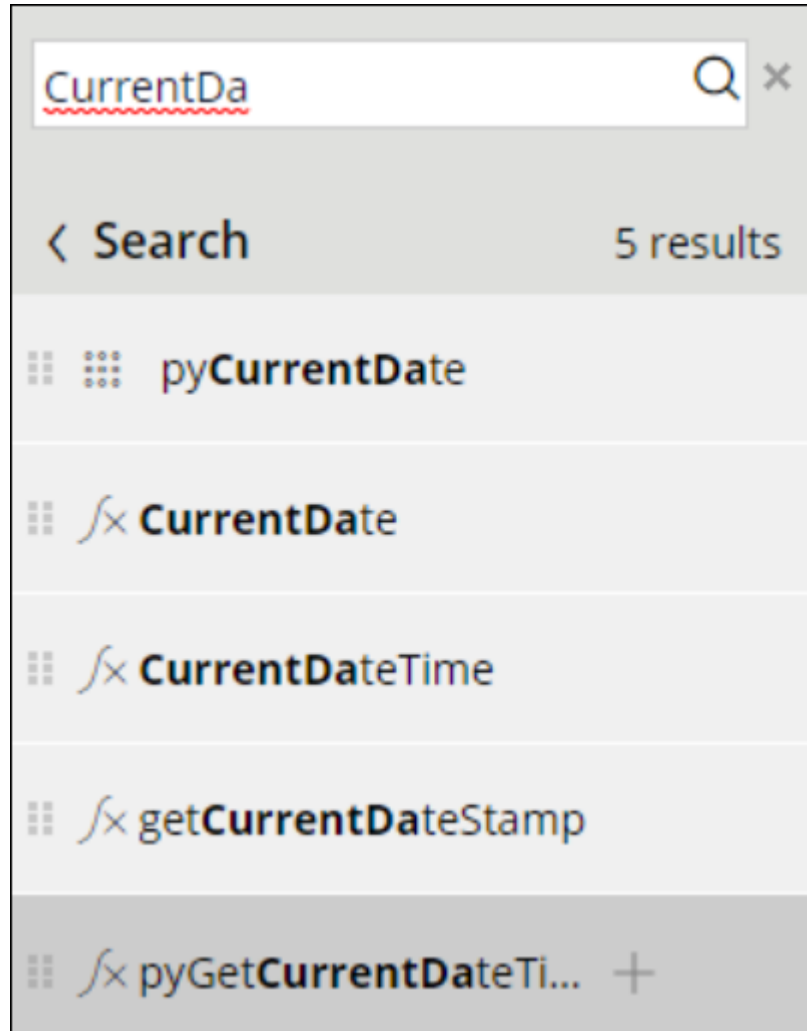 CurrentDa
Search 5 results
pyCurrentDate
CurrentDate
CurrentDateTime
getCurrentDateStamp
pyGetCurrentDateTi...